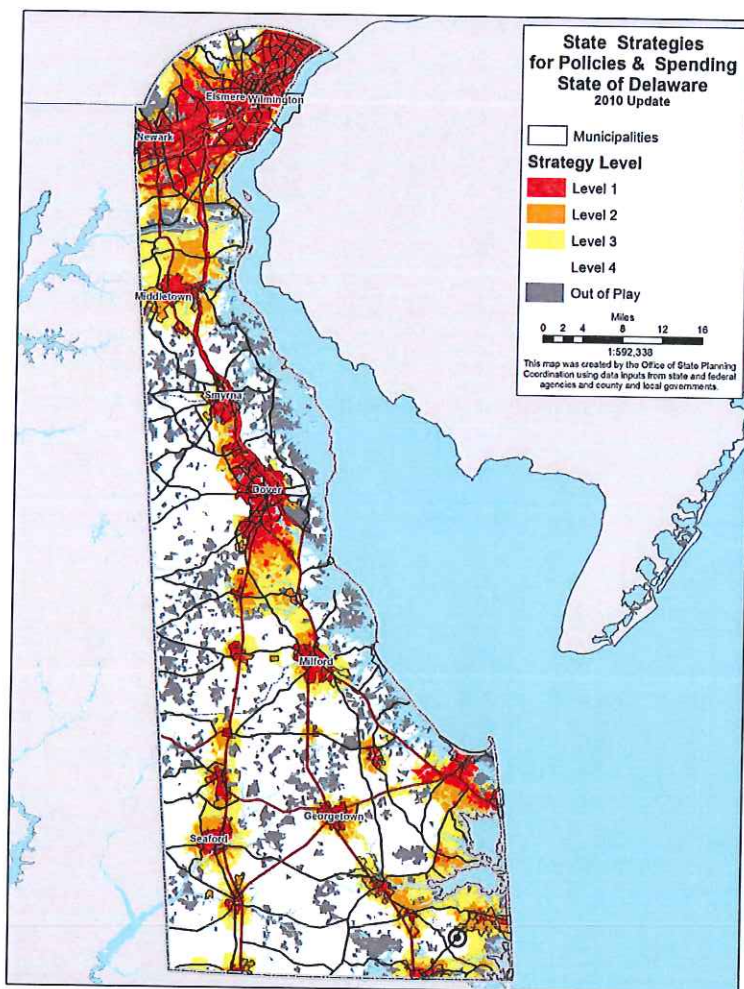 State Strategies
for Policies & Spending
State of Delaware
2010 Update
Municipalities
Strategy Level
Level 1
Level 2
Level 3
Level 4
Out of Play
Miles
0 2 4 8 12 16
1:592,338
This map was created by the Office of State Planning
Coordination using data inputs from state and federal
agencies and county and local governments.
Elsmere Wilmington
Newark
Middletown
Smyrna
Dover
Milford
Georgetown
Seaford